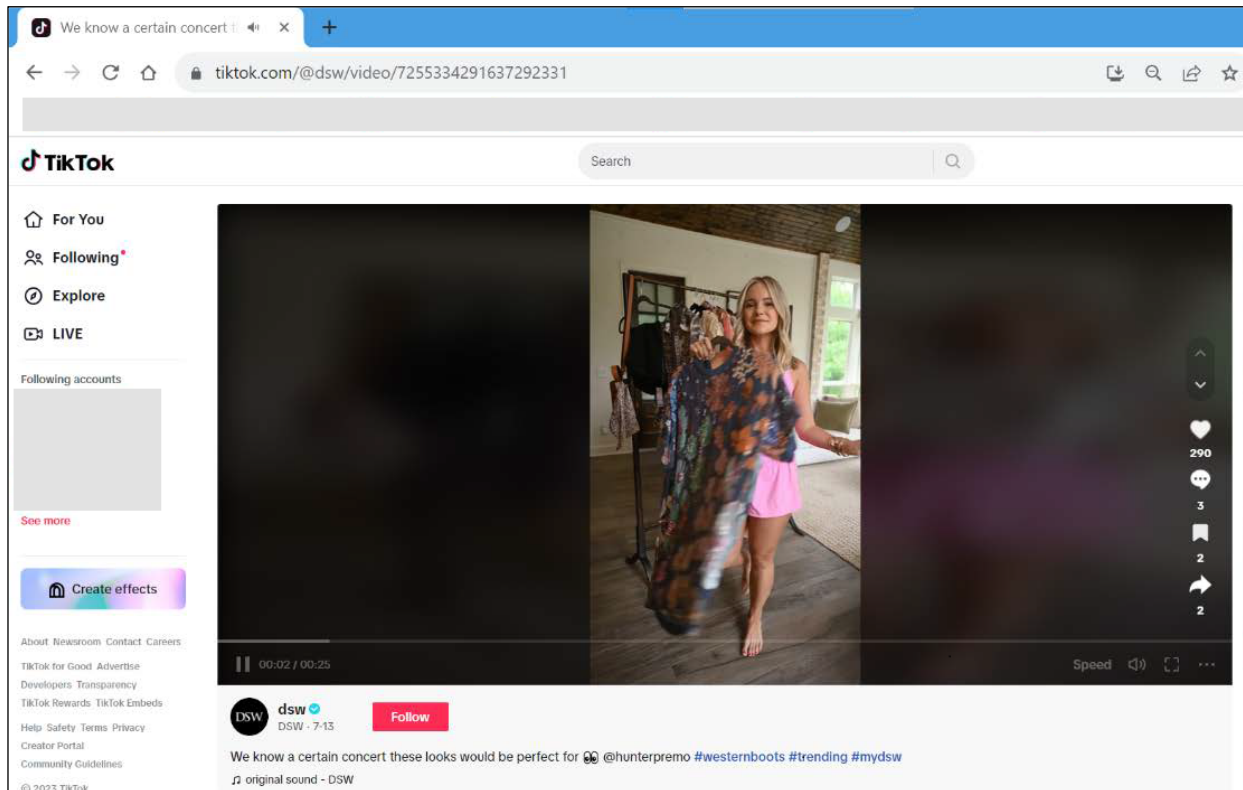 We know a certain concert t
tiktok.com/@dsw/video/7255334291637292331
TikTok
Search
For You
Following
Explore
LIVE
Following accounts
See more
Create effects
About Newsroom Contact Careers
TikTok for Good Advertise
Developers Transparency
TikTok Rewards TikTok Embeds
Help Safety Terms Privacy
Creator Portal
Community Guidelines
© 2023 TikTok
290
3
2
2
00:02 / 00:25
Speed
DSW
dsw
DSW · 7-13
Follow
We know a certain concert these looks would be perfect for 👀 @hunterpremo #westernboots #trending #mydsw
♫ original sound - DSW